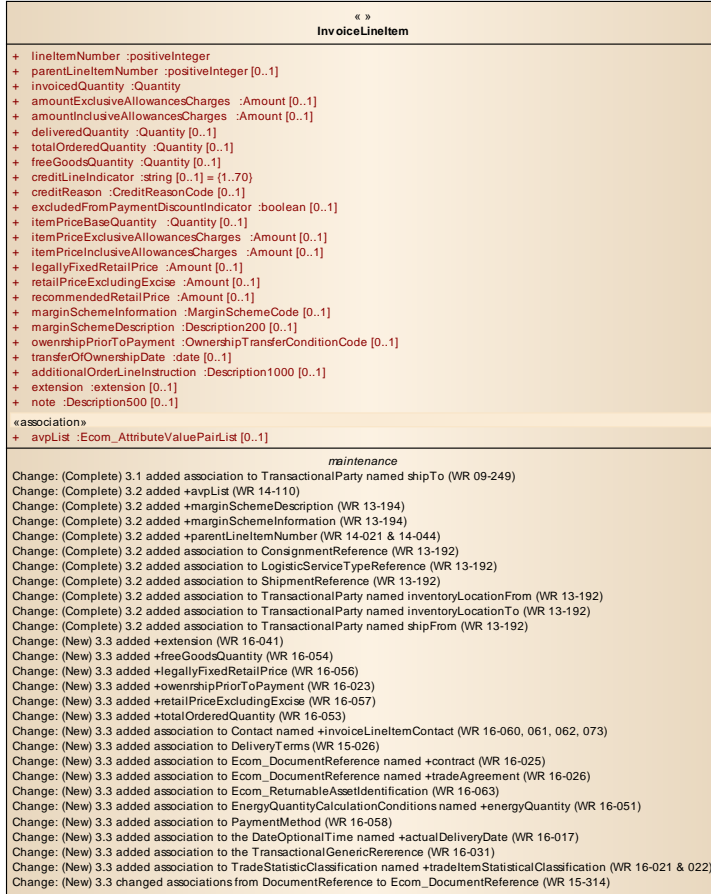 « »
InvoiceLineItem
+ lineItemNumber :positiveInteger
+ parentLineItemNumber :positiveInteger [0..1]
+ invoicedQuantity :Quantity
+ amountExclusiveAllowancesCharges :Amount [0..1]
+ amountInclusiveAllowancesCharges :Amount [0..1]
+ deliveredQuantity :Quantity [0..1]
+ totalOrderedQuantity :Quantity [0..1]
+ freeGoodsQuantity :Quantity [0..1]
+ creditLineIndicator :string [0..1] = {1..70}
+ creditReason :CreditReasonCode [0..1]
+ excludedFromPaymentDiscountIndicator :boolean [0..1]
+ itemPriceBaseQuantity :Quantity [0..1]
+ itemPriceExclusiveAllowancesCharges :Amount [0..1]
+ itemPriceInclusiveAllowancesCharges :Amount [0..1]
+ legallyFixedRetailPrice :Amount [0..1]
+ retailPriceExcludingExcise :Amount [0..1]
+ recommendedRetailPrice :Amount [0..1]
+ marginSchemeInformation :MarginSchemeCode [0..1]
+ marginSchemeDescription :Description200 [0..1]
+ owenrshipPriorToPayment :OwnershipTransferConditionCode [0..1]
+ transferOfOwnershipDate :date [0..1]
+ additionalOrderLineInstruction :Description1000 [0..1]
+ extension :extension [0..1]
+ note :Description500 [0..1]
«association»
+ avpList :Ecom_AttributeValuePairList [0..1]
maintenance
Change: (Complete) 3.1 added association to TransactionalParty named shipTo (WR 09-249)
Change: (Complete) 3.2 added +avpList (WR 14-110)
Change: (Complete) 3.2 added +marginSchemeDescription (WR 13-194)
Change: (Complete) 3.2 added +marginSchemeInformation (WR 13-194)
Change: (Complete) 3.2 added +parentLineItemNumber (WR 14-021 & 14-044)
Change: (Complete) 3.2 added association to ConsignmentReference (WR 13-192)
Change: (Complete) 3.2 added association to LogisticServiceTypeReference (WR 13-192)
Change: (Complete) 3.2 added association to ShipmentReference (WR 13-192)
Change: (Complete) 3.2 added association to TransactionalParty named inventoryLocationFrom (WR 13-192)
Change: (Complete) 3.2 added association to TransactionalParty named inventoryLocationTo (WR 13-192)
Change: (Complete) 3.2 added association to TransactionalParty named shipFrom (WR 13-192)
Change: (New) 3.3 added +extension (WR 16-041)
Change: (New) 3.3 added +freeGoodsQuantity (WR 16-054)
Change: (New) 3.3 added +legallyFixedRetailPrice (WR 16-056)
Change: (New) 3.3 added +owenrshipPriorToPayment (WR 16-023)
Change: (New) 3.3 added +retailPriceExcludingExcise (WR 16-057)
Change: (New) 3.3 added +totalOrderedQuantity (WR 16-053)
Change: (New) 3.3 added association to Contact named +invoiceLineItemContact (WR 16-060, 061, 062, 073)
Change: (New) 3.3 added association to DeliveryTerms (WR 15-026)
Change: (New) 3.3 added association to Ecom_DocumentReference named +contract (WR 16-025)
Change: (New) 3.3 added association to Ecom_DocumentReference named +tradeAgreement (WR 16-026)
Change: (New) 3.3 added association to Ecom_ReturnableAssetIdentification (WR 16-063)
Change: (New) 3.3 added association to EnergyQuantityCalculationConditions named +energyQuantity (WR 16-051)
Change: (New) 3.3 added association to PaymentMethod (WR 16-058)
Change: (New) 3.3 added association to the DateOptionalTime named +actualDeliveryDate (WR 16-017)
Change: (New) 3.3 added association to the TransactionalGenericRererence (WR 16-031)
Change: (New) 3.3 added association to TradeStatisticClassification named +tradeItemStatisticalClassification (WR 16-021 & 022)
Change: (New) 3.3 changed associations from DocumentReference to Ecom_DocumentReference (WR 15-314)